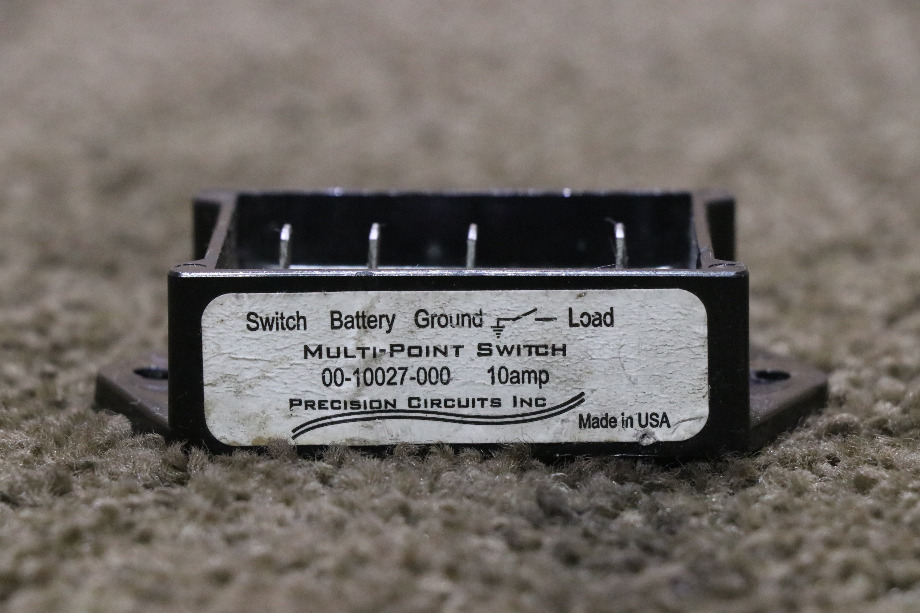 Switch Battery Ground Load
MULTI-POINT SWITCH
00-10027-000 10amp
PRECISION CIRCUITS INC
Made in USA